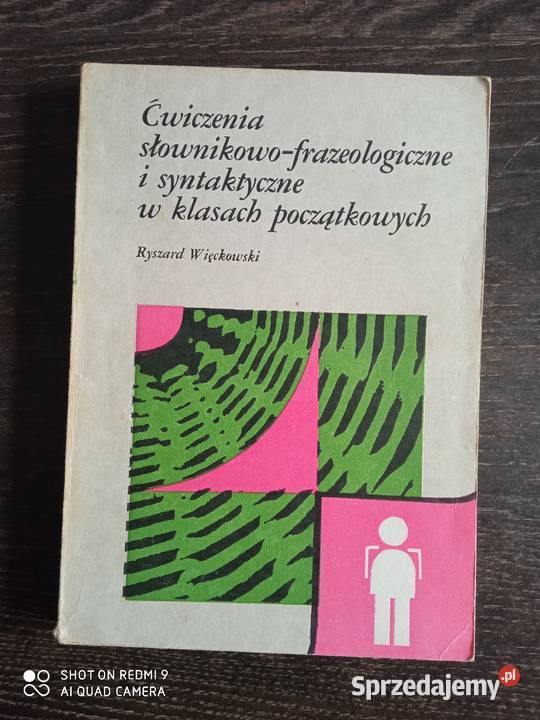 Ćwiczenia
słownikowo-frazeologiczne
i syntaktyczne
w klasach początkowych
Ryszard Więckowski
SHOT ON REDMI 9
AI QUAD CAMERA
Sprzedajemy.pl